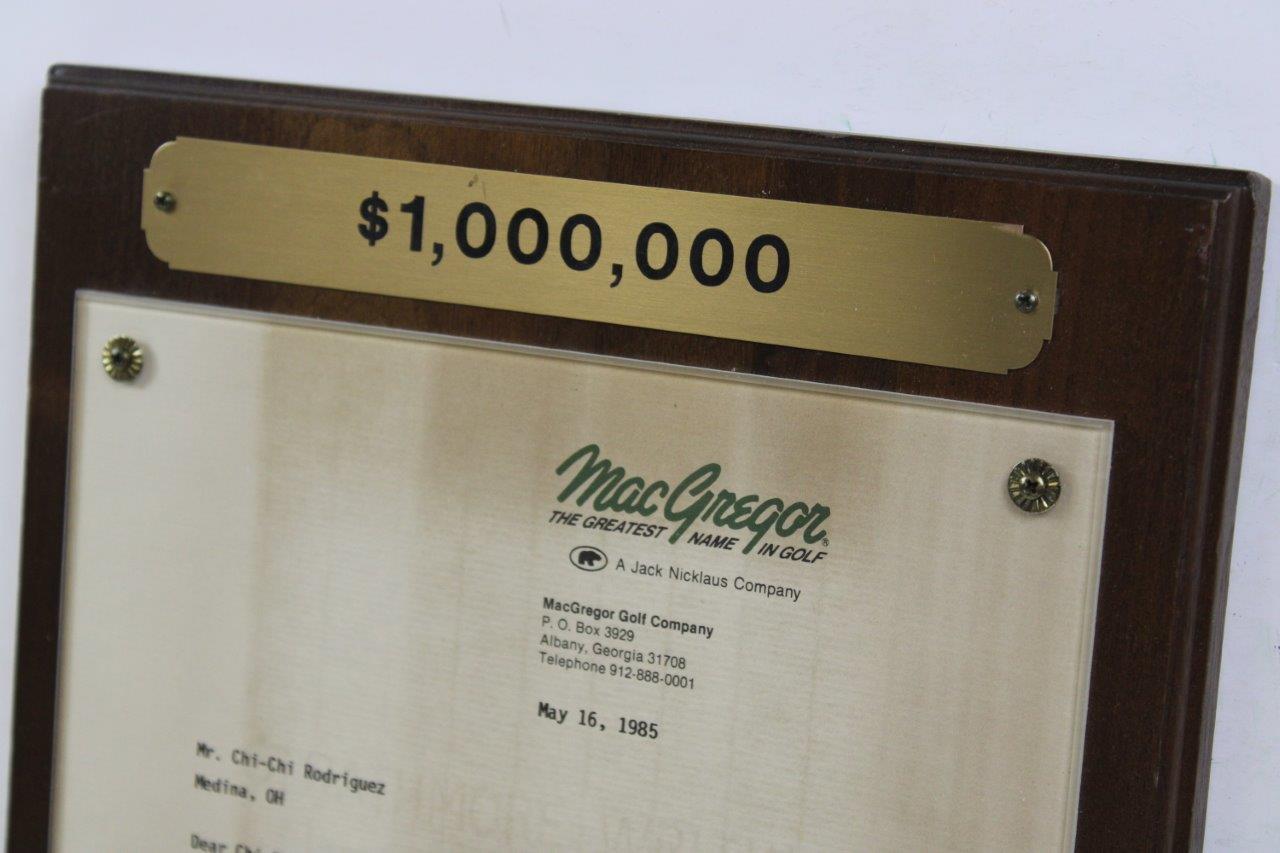 $1,000,000
MacGregor®
THE GREATEST NAME IN GOLF
A Jack Nicklaus Company
MacGregor Golf Company
P. O. Box 3929
Albany, Georgia 31708
Telephone 912-888-0001
May 16, 1985
Mr. Chi-Chi Rodriguez
Medina, OH
Dear